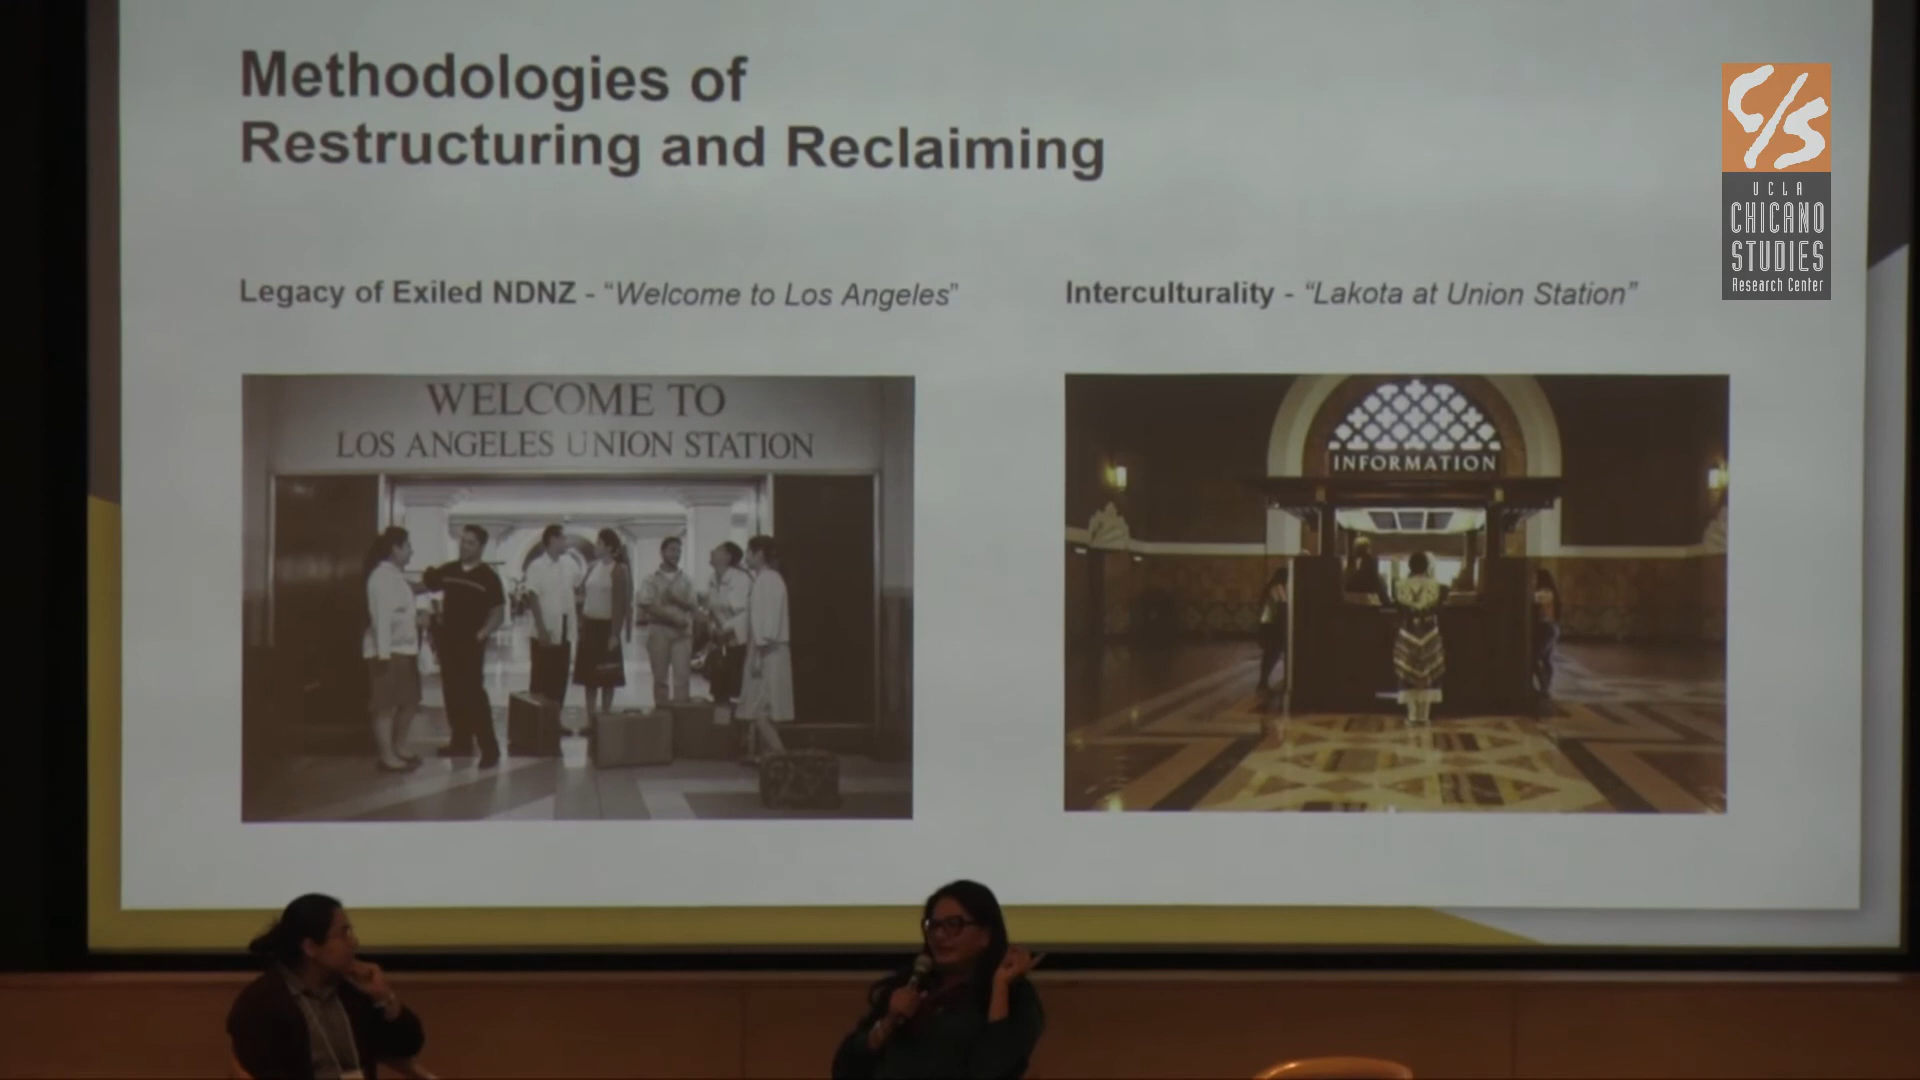 Methodologies of
Restructuring and Reclaiming
Legacy of Exiled NDNZ - “Welcome to Los Angeles”
Interculturality - “Lakota at Union Station”
WELCOME TO
LOS ANGELES UNION STATION
INFORMATION
C/S
UCLA
CHICANO
STUDIES
Research Center